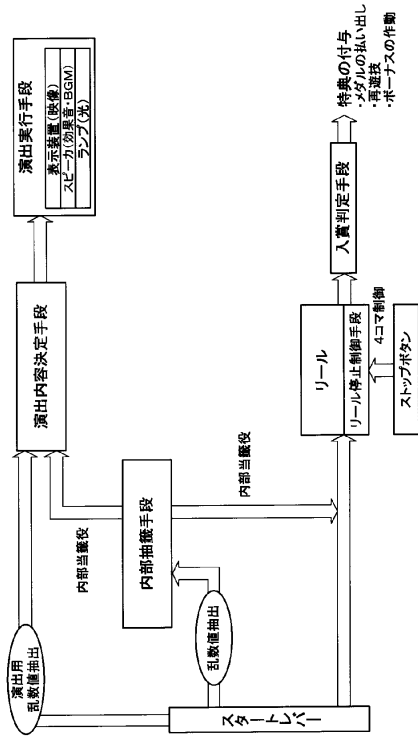 演出実行手段
表示装置(映像)
スピーカ(効果音・BGM)
ランプ(光)
演出内容決定手段
演出用
乱数値抽出
内部当籤役
内部抽籤手段
内部当籤役
乱数値抽出
スタートレバー
リール
リール停止制御手段
4コマ制御
ストップボタン
入賞判定手段
特典の付与
・メダルの払い出し
・再遊技
・ボーナスの作動